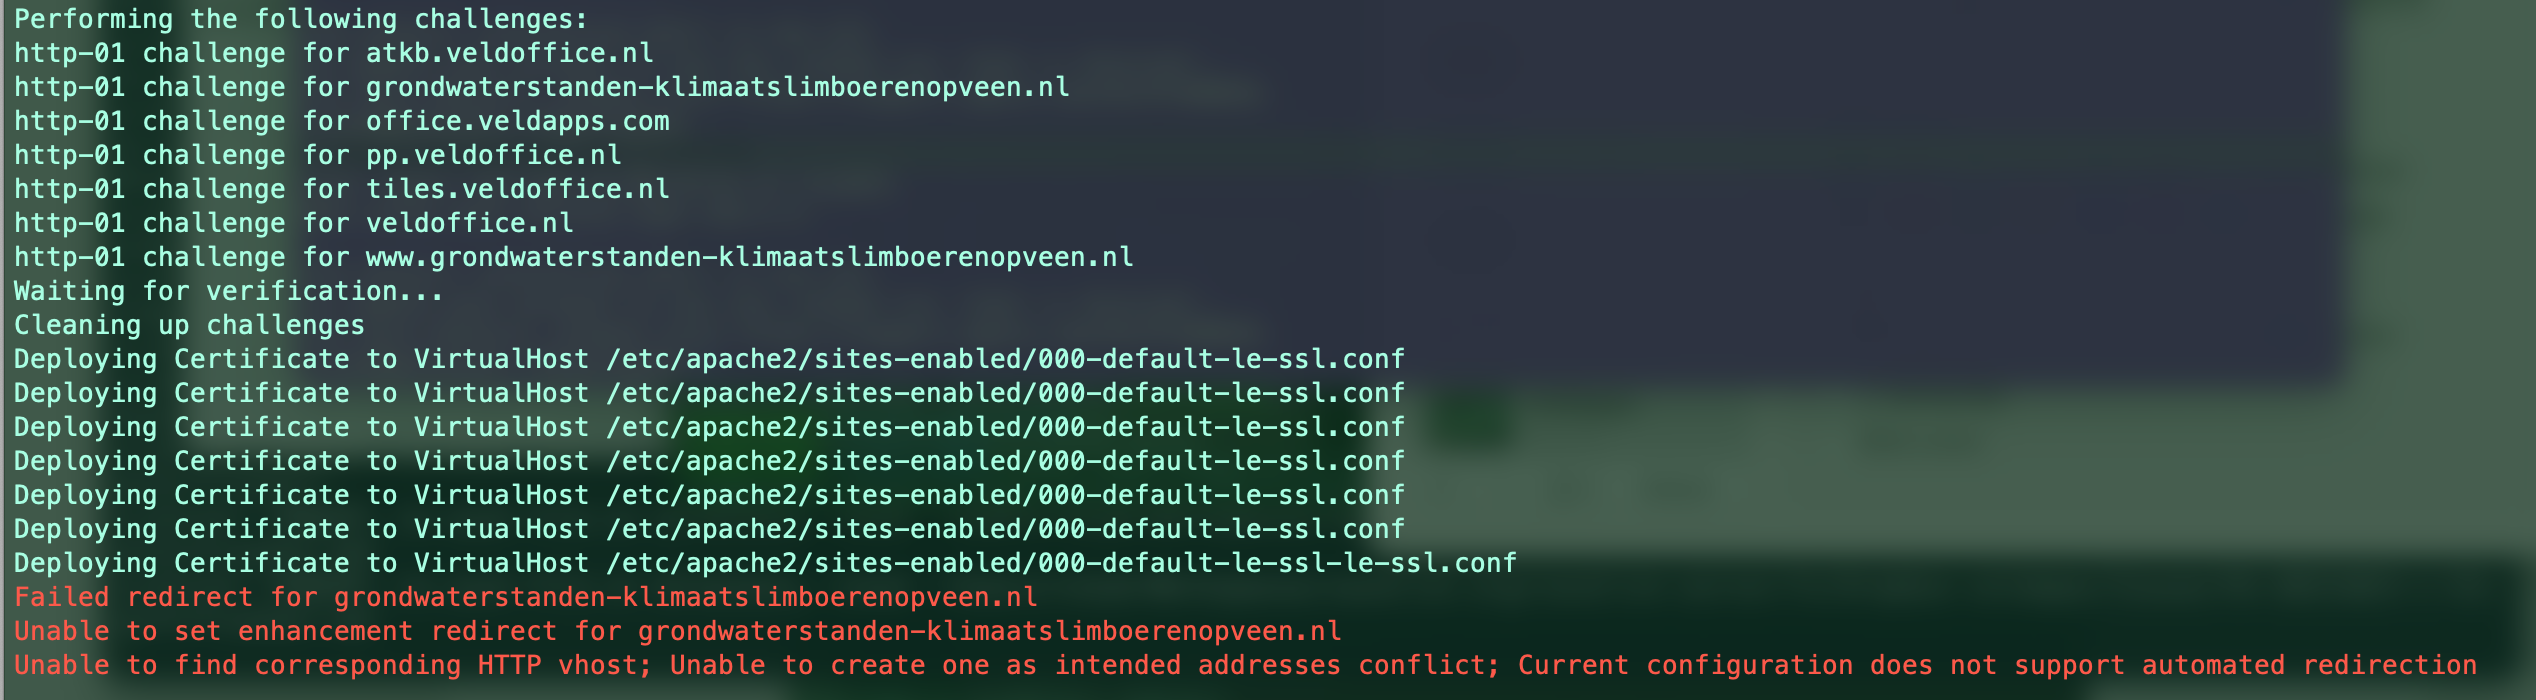 Performing the following challenges:
http-01 challenge for atkb.veldoffice.nl
http-01 challenge for grondwaterstanden-klimaatslimboerenopveen.nl
http-01 challenge for office.veldapps.com
http-01 challenge for pp.veldoffice.nl
http-01 challenge for tiles.veldoffice.nl
http-01 challenge for veldoffice.nl
http-01 challenge for www.grondwaterstanden-klimaatslimboerenopveen.nl
Waiting for verification...
Cleaning up challenges
Deploying Certificate to VirtualHost /etc/apache2/sites-enabled/000-default-le-ssl.conf
Deploying Certificate to VirtualHost /etc/apache2/sites-enabled/000-default-le-ssl.conf
Deploying Certificate to VirtualHost /etc/apache2/sites-enabled/000-default-le-ssl.conf
Deploying Certificate to VirtualHost /etc/apache2/sites-enabled/000-default-le-ssl.conf
Deploying Certificate to VirtualHost /etc/apache2/sites-enabled/000-default-le-ssl.conf
Deploying Certificate to VirtualHost /etc/apache2/sites-enabled/000-default-le-ssl.conf
Deploying Certificate to VirtualHost /etc/apache2/sites-enabled/000-default-le-ssl-le-ssl.conf
Failed redirect for grondwaterstanden-klimaatslimboerenopveen.nl
Unable to set enhancement redirect for grondwaterstanden-klimaatslimboerenopveen.nl
Unable to find corresponding HTTP vhost; Unable to create one as intended addresses conflict; Current configuration does not support automated redirection